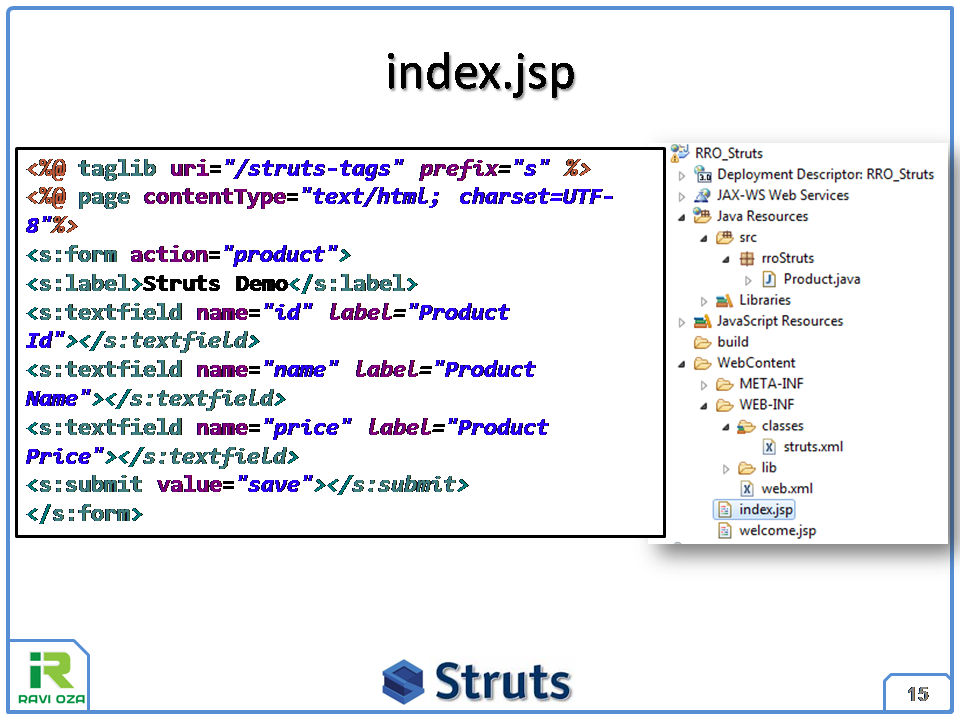 index.jsp
<%@ taglib uri="/struts-tags" prefix="s" %>
<%@ page contentType="text/html; charset=UTF-
8"%>
<s:form action="product">
<s:label>Struts Demo</s:label>
<s:textfield name="id" label="Product
Id"></s:textfield>
<s:textfield name="name" label="Product
Name"></s:textfield>
<s:textfield name="price" label="Product
Price"></s:textfield>
<s:submit value="save"></s:submit>
</s:form>
RRO_Struts
3.0 Deployment Descriptor: RRO_Struts
JAX-WS Web Services
Java Resources
src
rroStruts
J Product.java
Libraries
JavaScript Resources
build
WebContent
META-INF
WEB-INF
classes
X struts.xml
lib
X web.xml
index.jsp
welcome.jsp
RAVI OZA
Struts
15